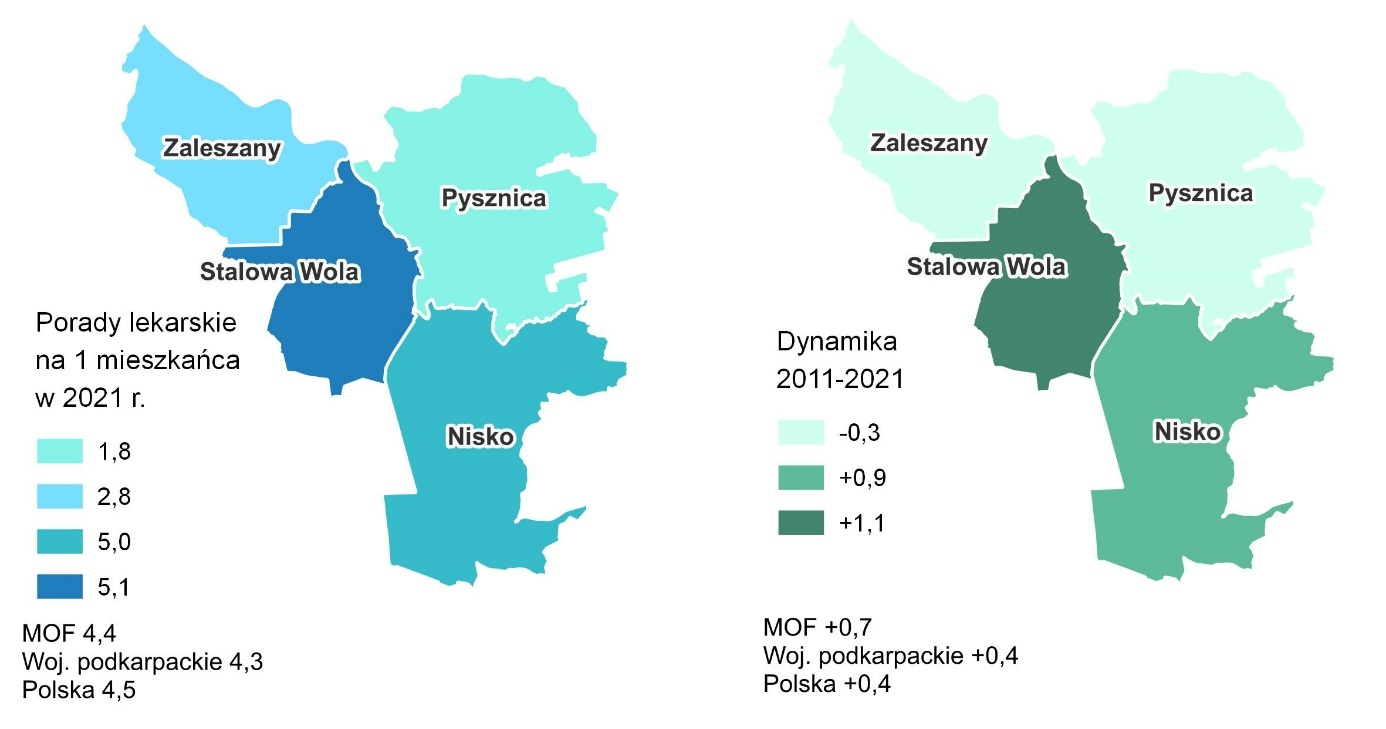 Zaleszany
Pysznica
Stalowa Wola
Nisko
Porady lekarskie
na 1 mieszkańca
w 2021 r.
1,8
2,8
5,0
5,1
MOF 4,4
Woj. podkarpackie 4,3
Polska 4,5
Zaleszany
Pysznica
Stalowa Wola
Nisko
Dynamika
2011-2021
-0,3
+0,9
+1,1
MOF +0,7
Woj. podkarpackie +0,4
Polska +0,4